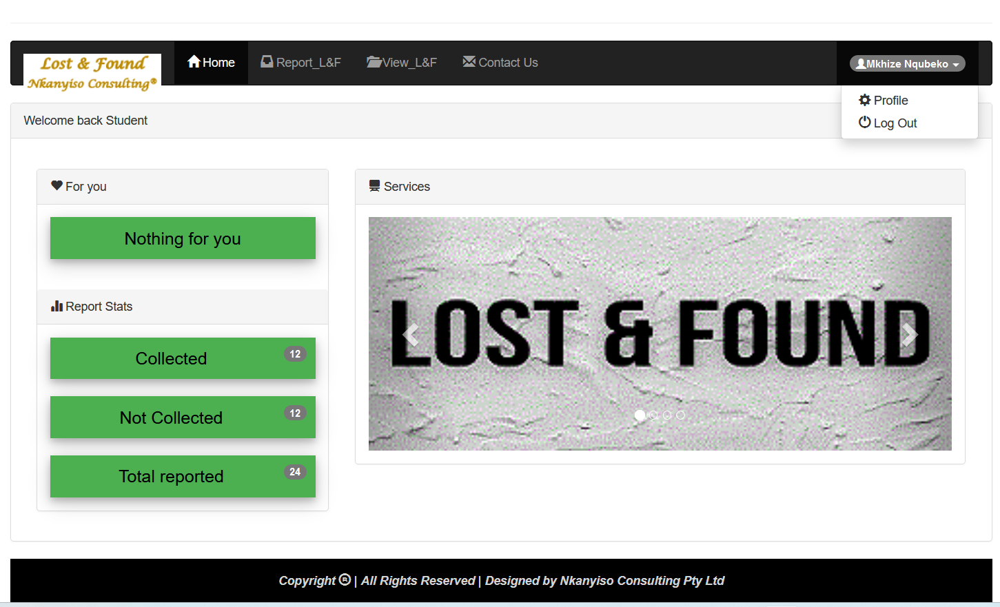 Lost & Found
Nkanyiso Consulting®
Home
Report_L&F
View_L&F
Contact Us
Mkhize Nqubeko
Profile
Log Out
Welcome back Student
For you
Nothing for you
Report Stats
Collected 12
Not Collected 12
Total reported 24
Services
LOST & FOUND
Copyright ® | All Rights Reserved | Designed by Nkanyiso Consulting Pty Ltd